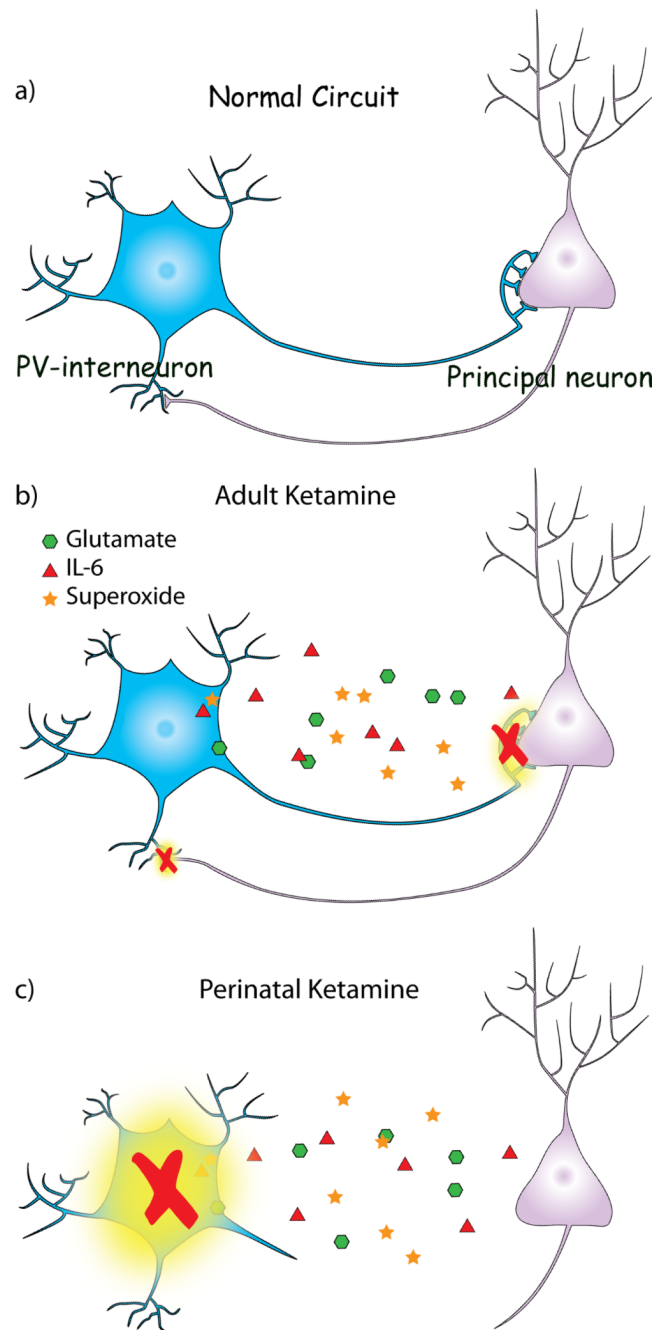 a)
Normal Circuit
PV-interneuron
Principal neuron
b)
Adult Ketamine
Glutamate
IL-6
Superoxide
c)
Perinatal Ketamine